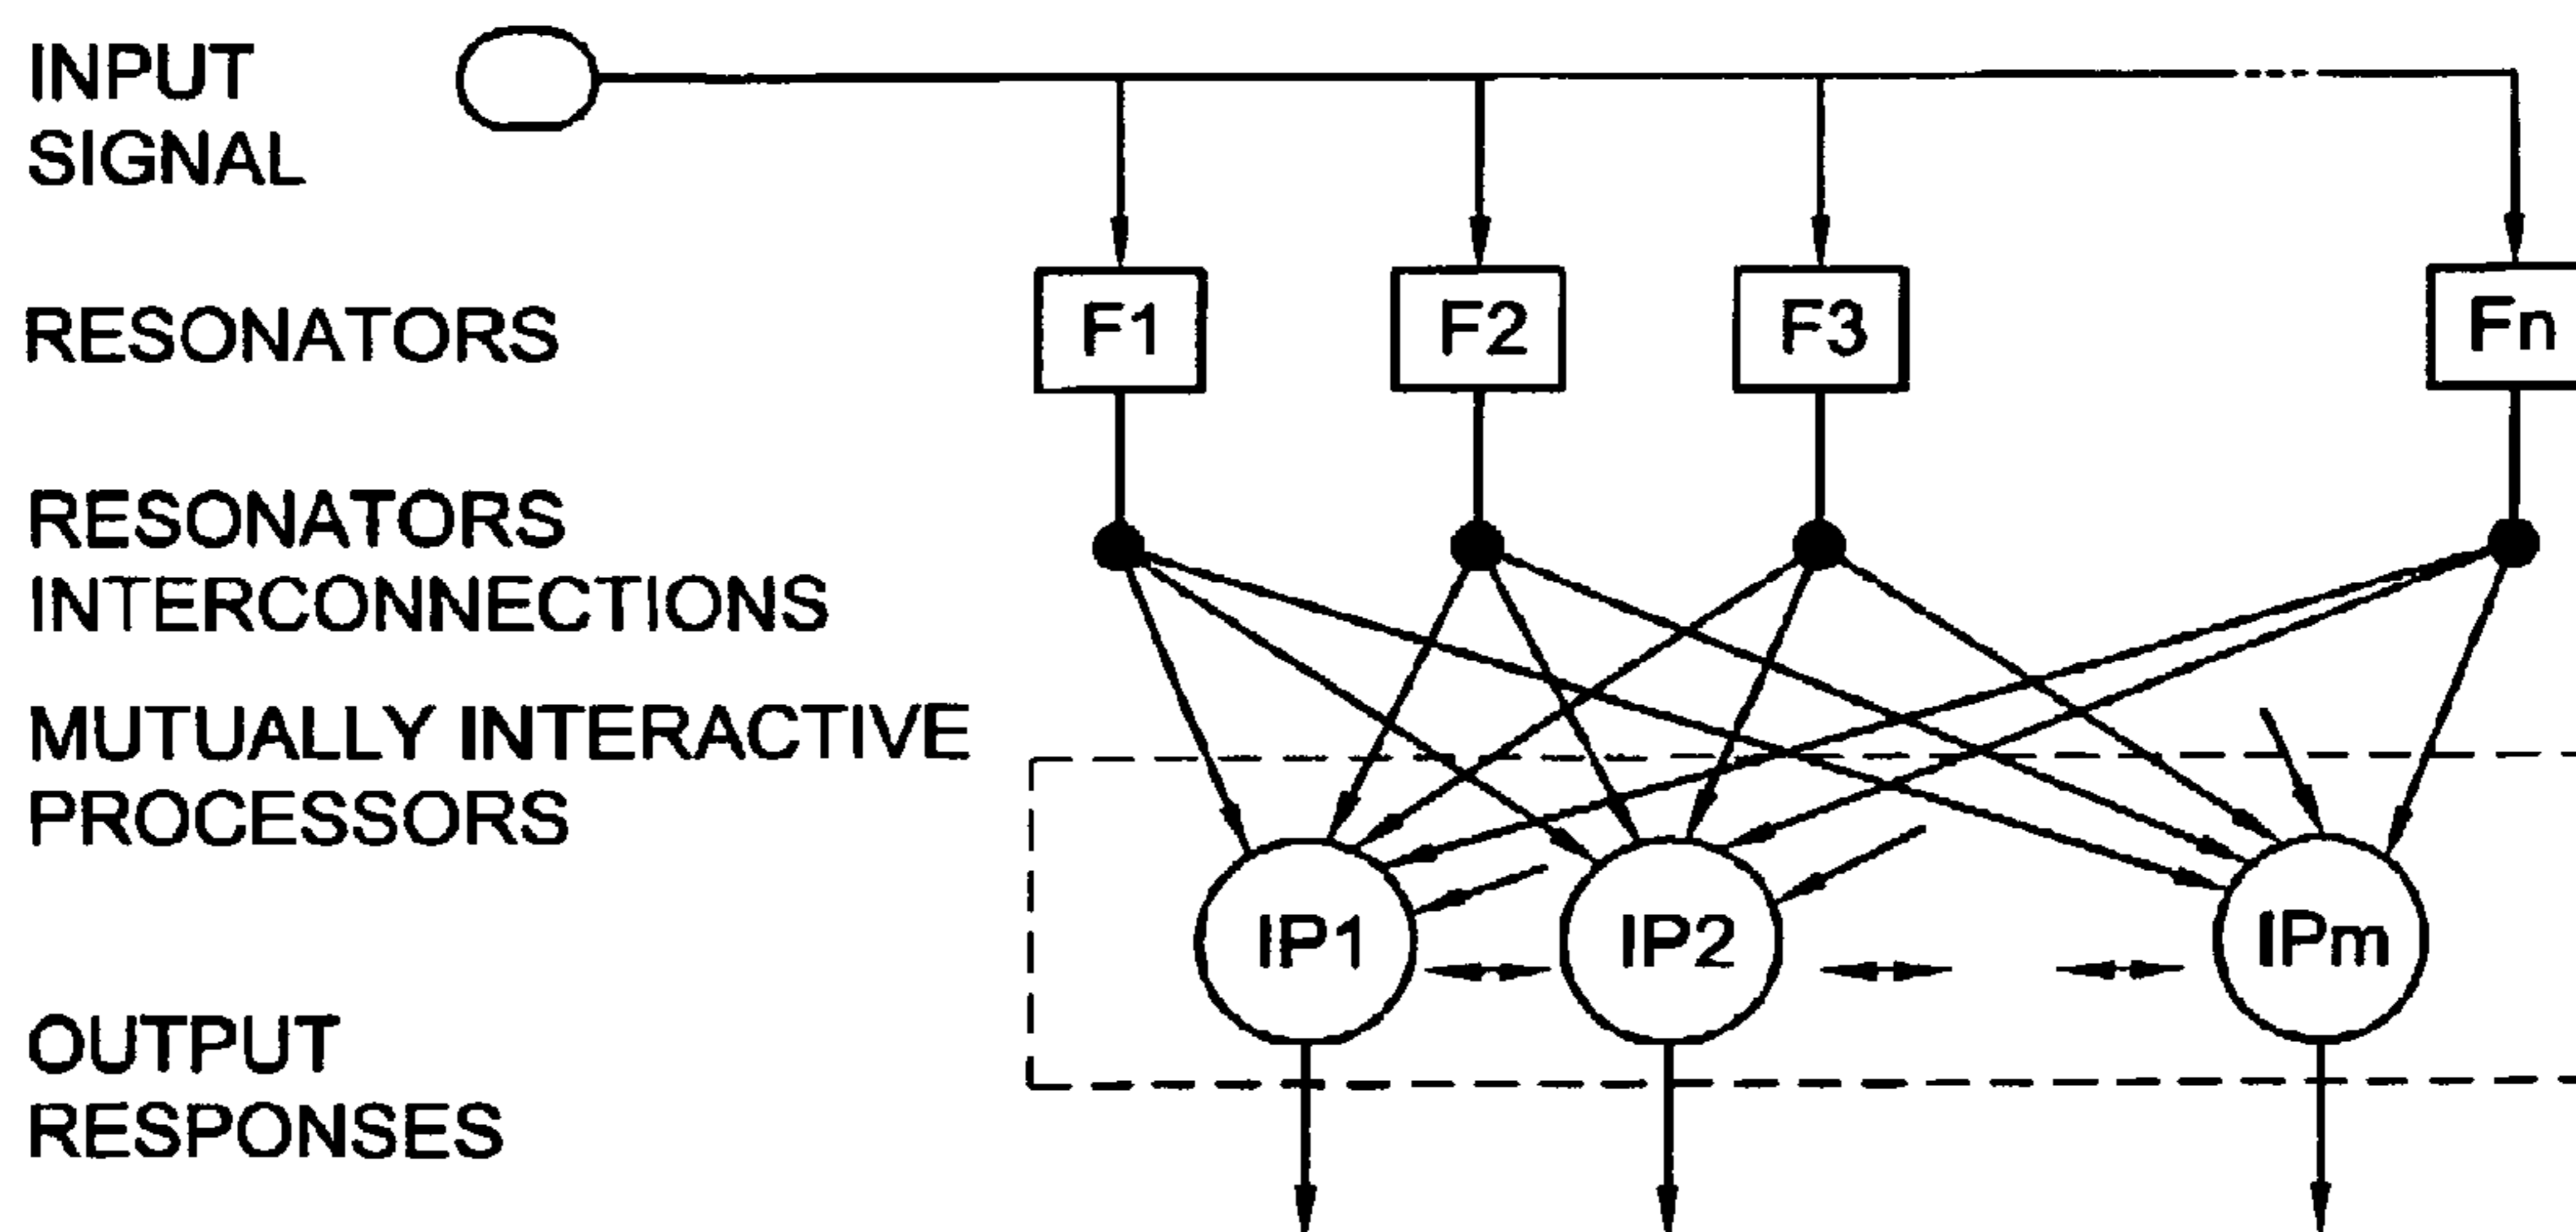 INPUT
SIGNAL
RESONATORS
F1 F2 F3 Fn
RESONATORS
INTERCONNECTIONS
MUTUALLY INTERACTIVE
PROCESSORS
IP1 IP2 IPm
OUTPUT
RESPONSES